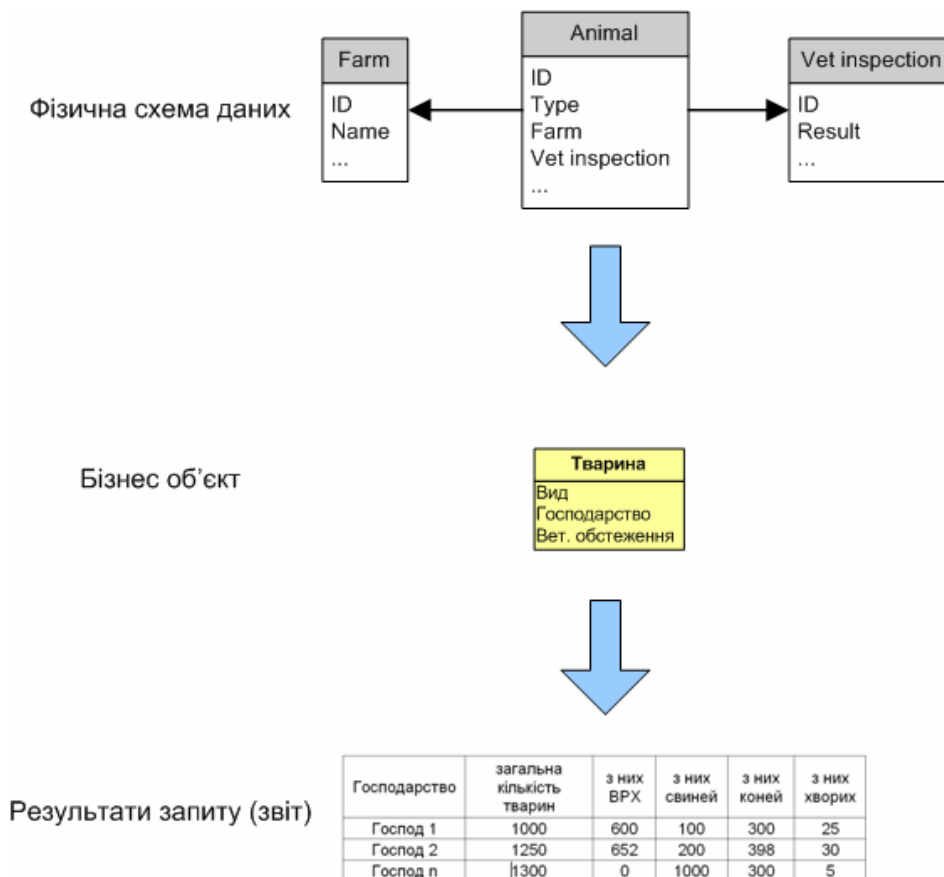 Фізична схема даних
Farm
ID
Name
...
Animal
ID
Type
Farm
Vet inspection
...
Vet inspection
ID
Result
...
Бізнес об'єкт
Тварина
Вид
Господарство
Вет. обстеження
Результати запиту (звіт)
Господарство загальна кількість тварин з них ВРХ з них свиней з них коней з них хворих
Господ 1 1000 600 100 300 25
Господ 2 1250 652 200 398 30
Господ n 1300 0 1000 300 5